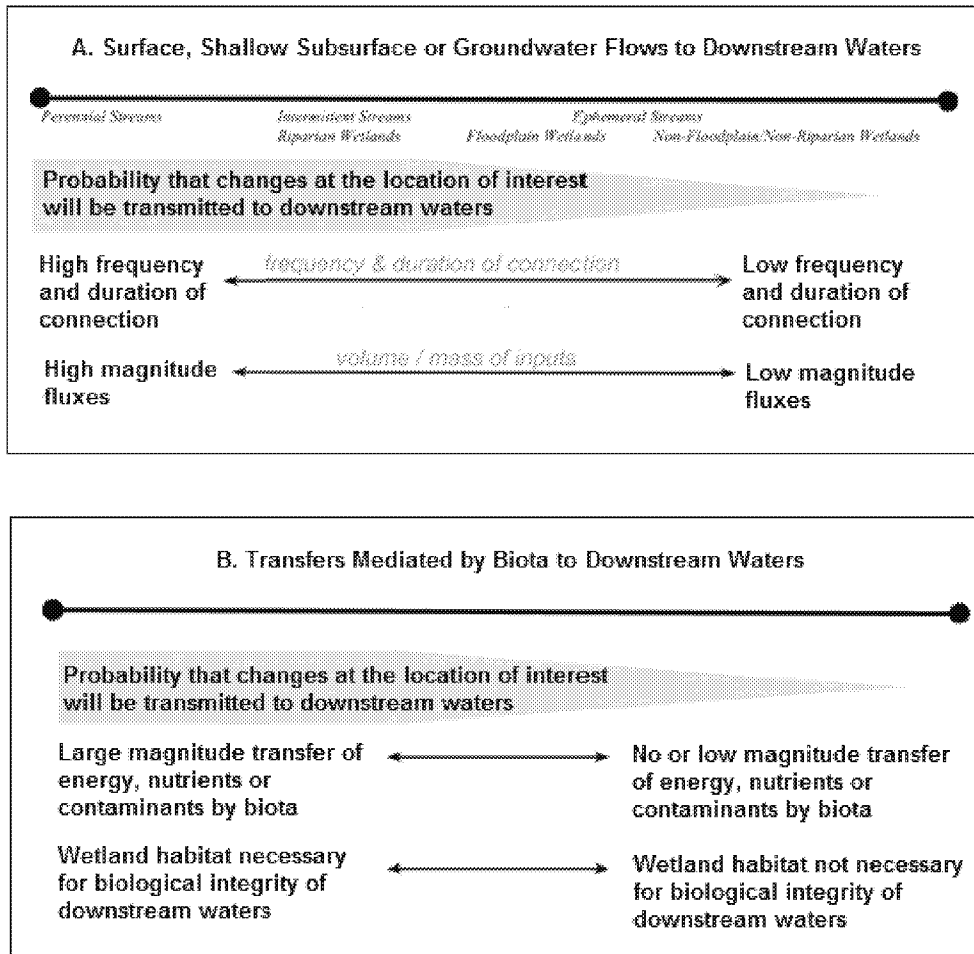 A. Surface, Shallow Subsurface or Groundwater Flows to Downstream Waters
Perennial Streams Intermittent Streams Ephemeral Streams
Riparian Wetlands Floodplain Wetlands Non-Floodplain/Non-Riparian Wetlands
Probability that changes at the location of interest
will be transmitted to downstream waters
High frequency
and duration of
connection
frequency & duration of connection
Low frequency
and duration of
connection
High magnitude
fluxes
volume / mass of inputs
Low magnitude
fluxes
B. Transfers Mediated by Biota to Downstream Waters
Probability that changes at the location of interest
will be transmitted to downstream waters
Large magnitude transfer of
energy, nutrients or
contaminants by biota
No or low magnitude transfer
of energy, nutrients or
contaminants by biota
Wetland habitat necessary
for biological integrity of
downstream waters
Wetland habitat not necessary
for biological integrity of
downstream waters